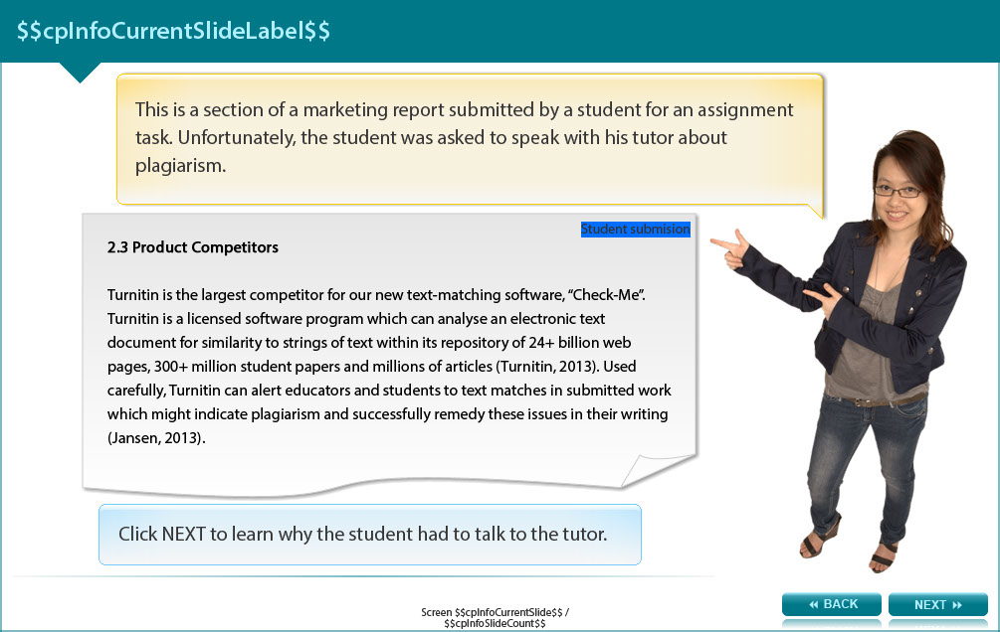 $$cpInfoCurrentSlideLabel$$
This is a section of a marketing report submitted by a student for an assignment
task. Unfortunately, the student was asked to speak with his tutor about
plagiarism.
Student submision
2.3 Product Competitors
Turnitin is the largest competitor for our new text-matching software, “Check-Me”.
Turnitin is a licensed software program which can analyse an electronic text
document for similarity to strings of text within its repository of 24+ billion web
pages, 300+ million student papers and millions of articles (Turnitin, 2013). Used
carefully, Turnitin can alert educators and students to text matches in submitted work
which might indicate plagiarism and successfully remedy these issues in their writing
(Jansen, 2013).
Click NEXT to learn why the student had to talk to the tutor.
BACK
NEXT
Screen $$cpInfoCurrentSlide$$ /
$$cpInfoSlideCount$$